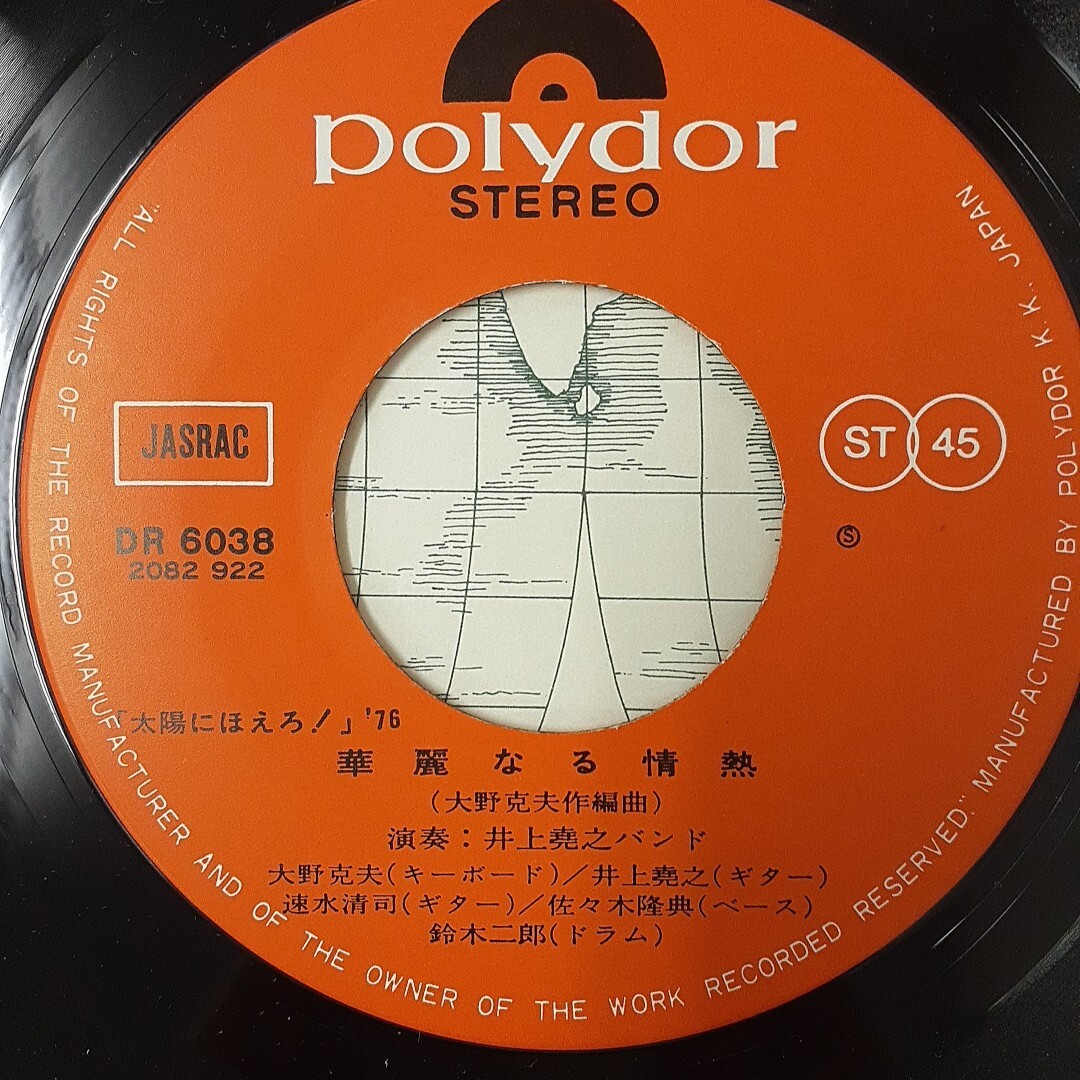 polydor
STEREO
JASRAC
ST 45
DR 6038
Ⓢ
2082 922
「太陽にほえろ!」'76
華麗なる情熱
(大野克夫作編曲)
演奏:井上堯之バンド
大野克夫(キーボード)/井上堯之(ギター)
速水清司(ギター)/佐々木隆典(ベース)
鈴木二郎(ドラム)
"ALL RIGHTS OF THE RECORD MANUFACTURER AND OF THE OWNER OF THE WORK RECORDED RESERVED." MANUFACTURED BY POLYDOR K.K., JAPAN